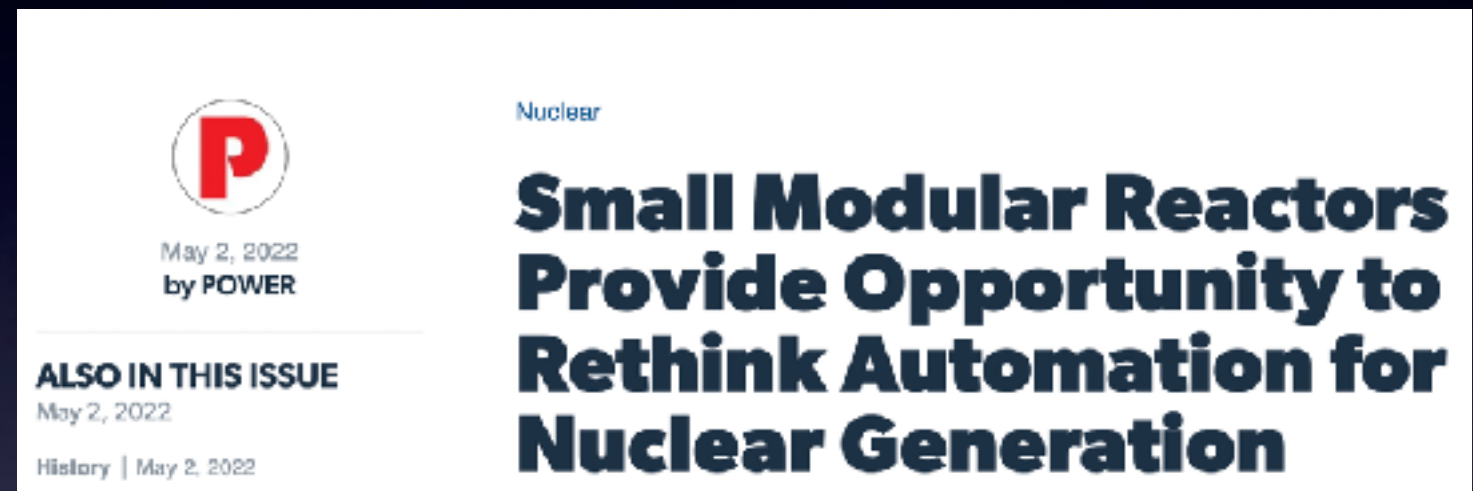 P
May 2, 2022
by POWER
ALSO IN THIS ISSUE
May 2, 2022
History | May 2, 2022
Nuclear
Small Modular Reactors
Provide Opportunity to
Rethink Automation for
Nuclear Generation